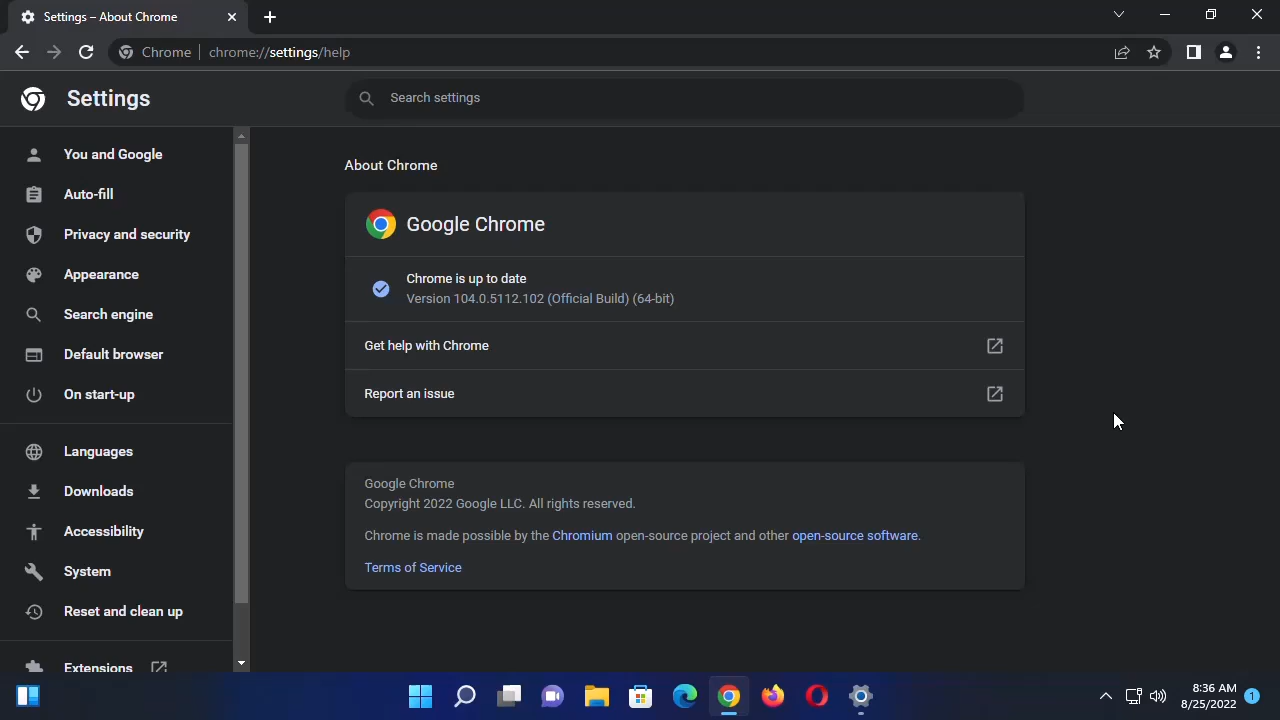 Settings – About Chrome
Chrome | chrome://settings/help
Settings
Search settings
You and Google
Auto-fill
Privacy and security
Appearance
Search engine
Default browser
On start-up
Languages
Downloads
Accessibility
System
Reset and clean up
Extensions
About Chrome
Google Chrome
Chrome is up to date
Version 104.0.5112.102 (Official Build) (64-bit)
Get help with Chrome
Report an issue
Google Chrome
Copyright 2022 Google LLC. All rights reserved.
Chrome is made possible by the Chromium open-source project and other open-source software.
Terms of Service
8:36 AM
8/25/2022
1